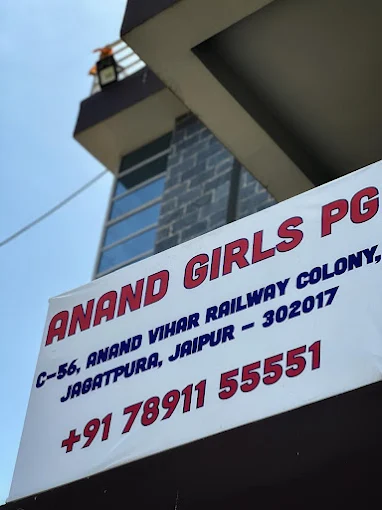 ANAND GIRLS PG
C-56, ANAND VIHAR RAILWAY COLONY,
JAGATPURA, JAIPUR - 302017
+91 78911 55551